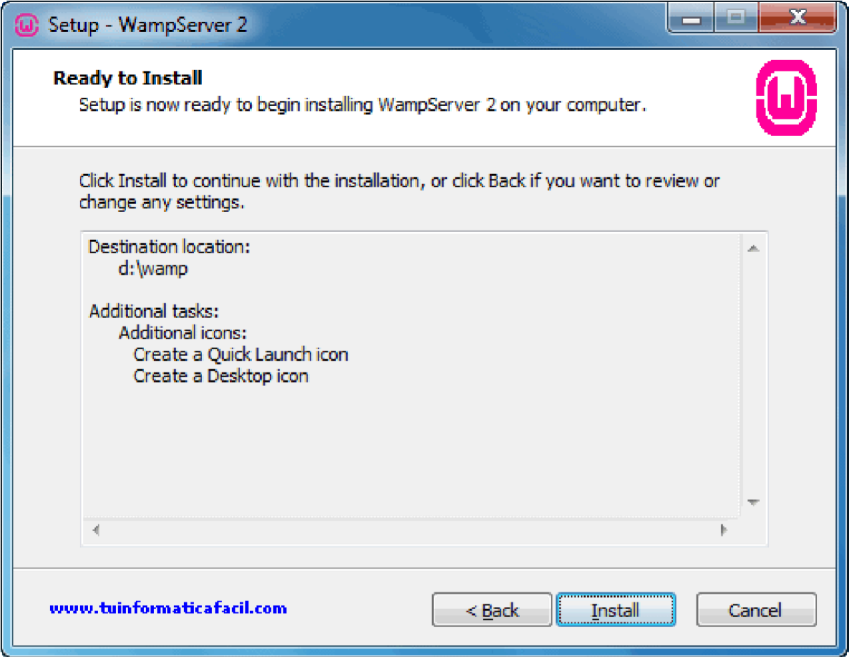 Setup - WampServer 2
Ready to Install
Setup is now ready to begin installing WampServer 2 on your computer.
Click Install to continue with the installation, or click Back if you want to review or
change any settings.
Destination location:
d:\wamp
Additional tasks:
Additional icons:
Create a Quick Launch icon
Create a Desktop icon
www.tuinformaticafacil.com
< Back
Install
Cancel